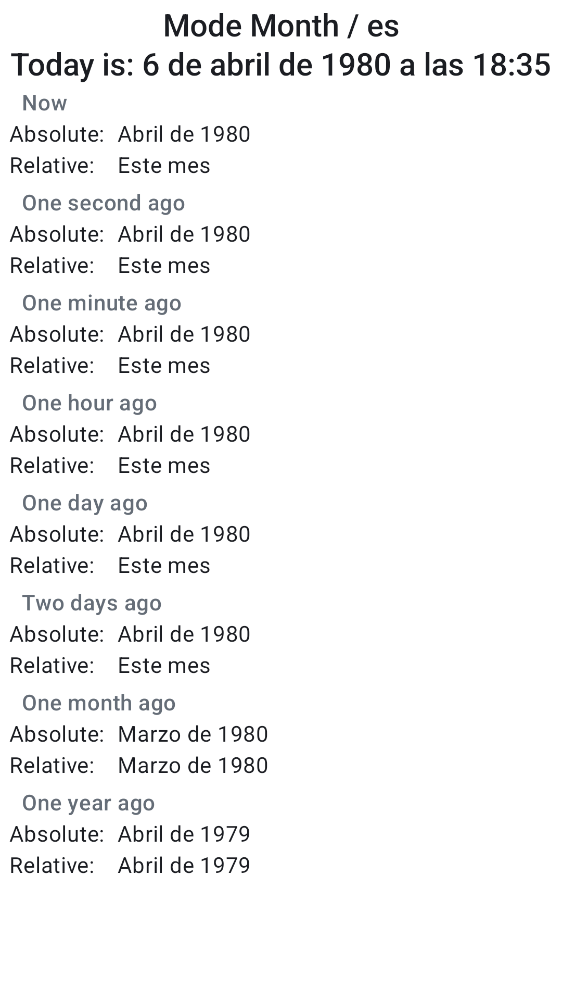 Mode Month / es
Today is: 6 de abril de 1980 a las 18:35
Now
Absolute: Abril de 1980
Relative: Este mes
One second ago
Absolute: Abril de 1980
Relative: Este mes
One minute ago
Absolute: Abril de 1980
Relative: Este mes
One hour ago
Absolute: Abril de 1980
Relative: Este mes
One day ago
Absolute: Abril de 1980
Relative: Este mes
Two days ago
Absolute: Abril de 1980
Relative: Este mes
One month ago
Absolute: Marzo de 1980
Relative: Marzo de 1980
One year ago
Absolute: Abril de 1979
Relative: Abril de 1979